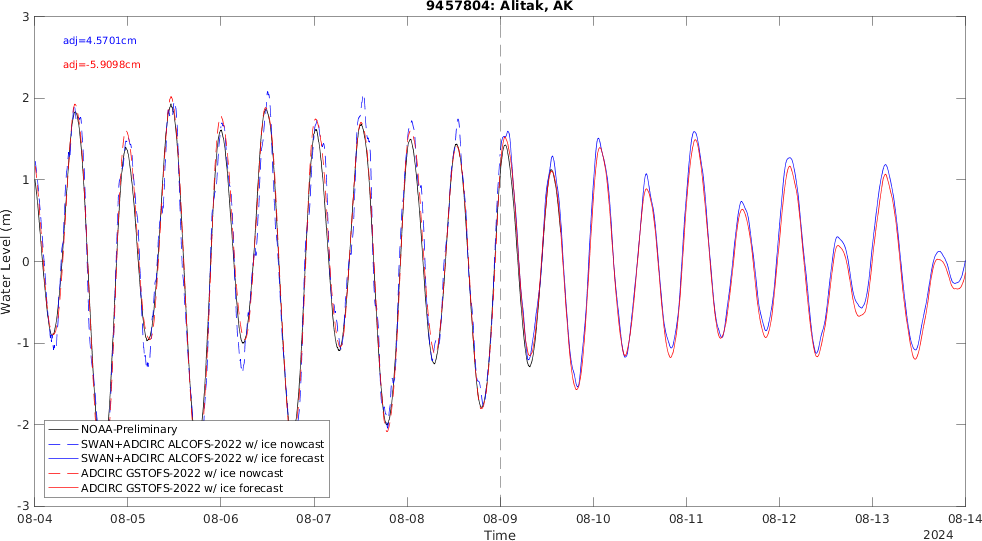 9457804: Alitak, AK
3
adj=4.5701cm
adj=-5.9098cm
2
1
0
-1
-2
-3
Water Level (m)
NOAA-Preliminary
SWAN+ADCIRC ALCOFS-2022 w/ ice nowcast
SWAN+ADCIRC ALCOFS-2022 w/ ice forecast
ADCIRC GSTOFS-2022 w/ ice nowcast
ADCIRC GSTOFS-2022 w/ ice forecast
08-04 08-05 08-06 08-07 08-08 08-09 08-10 08-11 08-12 08-13 08-14
Time
2024